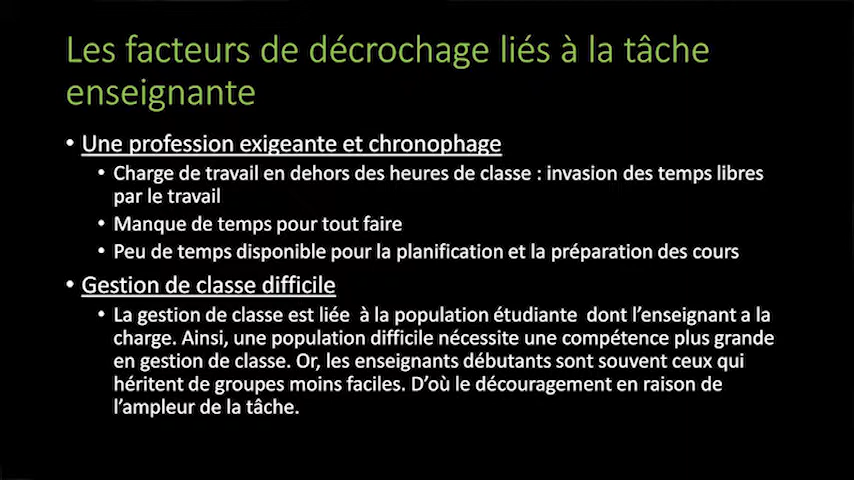 Les facteurs de décrochage liés à la tâche
enseignante
• Une profession exigeante et chronophage
• Charge de travail en dehors des heures de classe : invasion des temps libres
par le travail
• Manque de temps pour tout faire
• Peu de temps disponible pour la planification et la préparation des cours
• Gestion de classe difficile
• La gestion de classe est liée à la population étudiante dont l'enseignant a la
charge. Ainsi, une population difficile nécessite une compétence plus grande
en gestion de classe. Or, les enseignants débutants sont souvent ceux qui
héritent de groupes moins faciles. D'où le découragement en raison de
l'ampleur de la tâche.